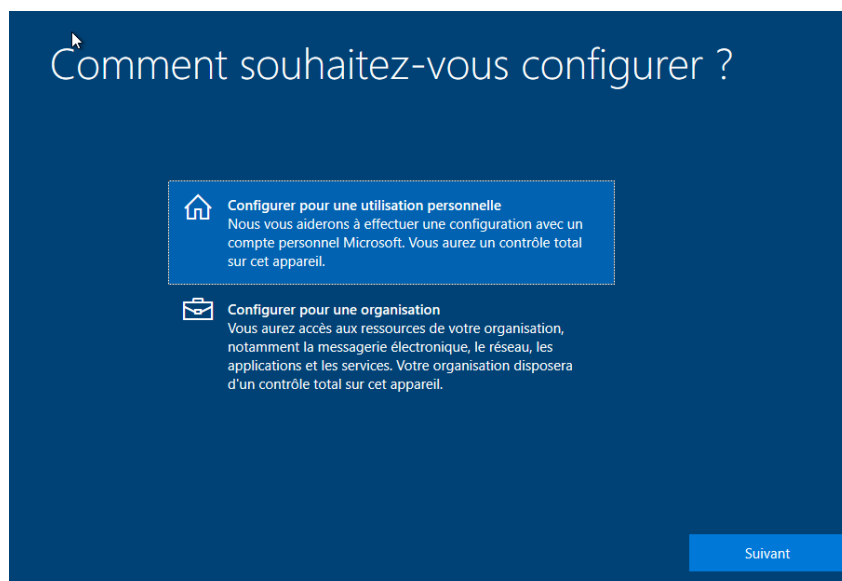 Comment souhaitez-vous configurer ?
Configurer pour une utilisation personnelle
Nous vous aiderons à effectuer une configuration avec un
compte personnel Microsoft. Vous aurez un contrôle total
sur cet appareil.
Configurer pour une organisation
Vous aurez accès aux ressources de votre organisation,
notamment la messagerie électronique, le réseau, les
applications et les services. Votre organisation disposera
d'un contrôle total sur cet appareil.
Suivant